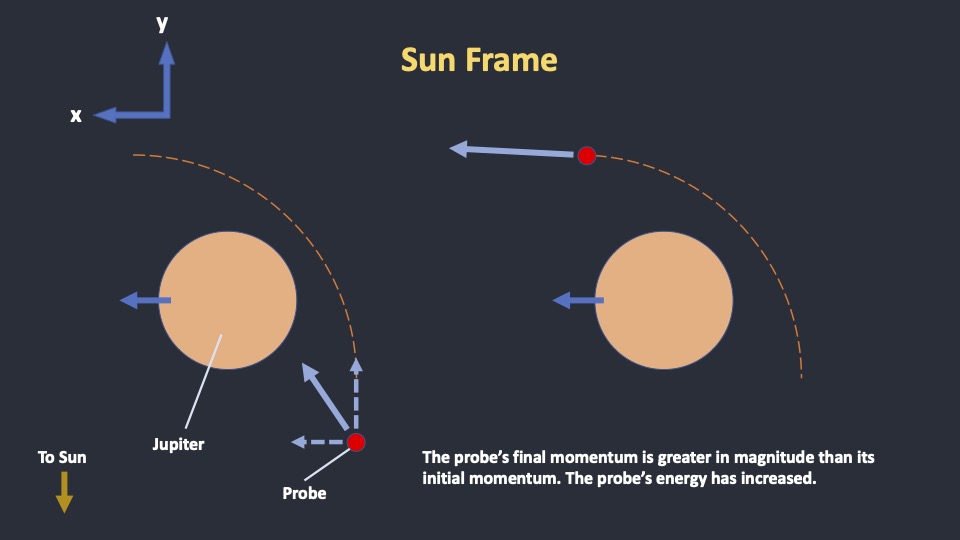 y
Sun Frame
x
Jupiter
To Sun
Probe
The probe's final momentum is greater in magnitude than its
initial momentum. The probe's energy has increased.